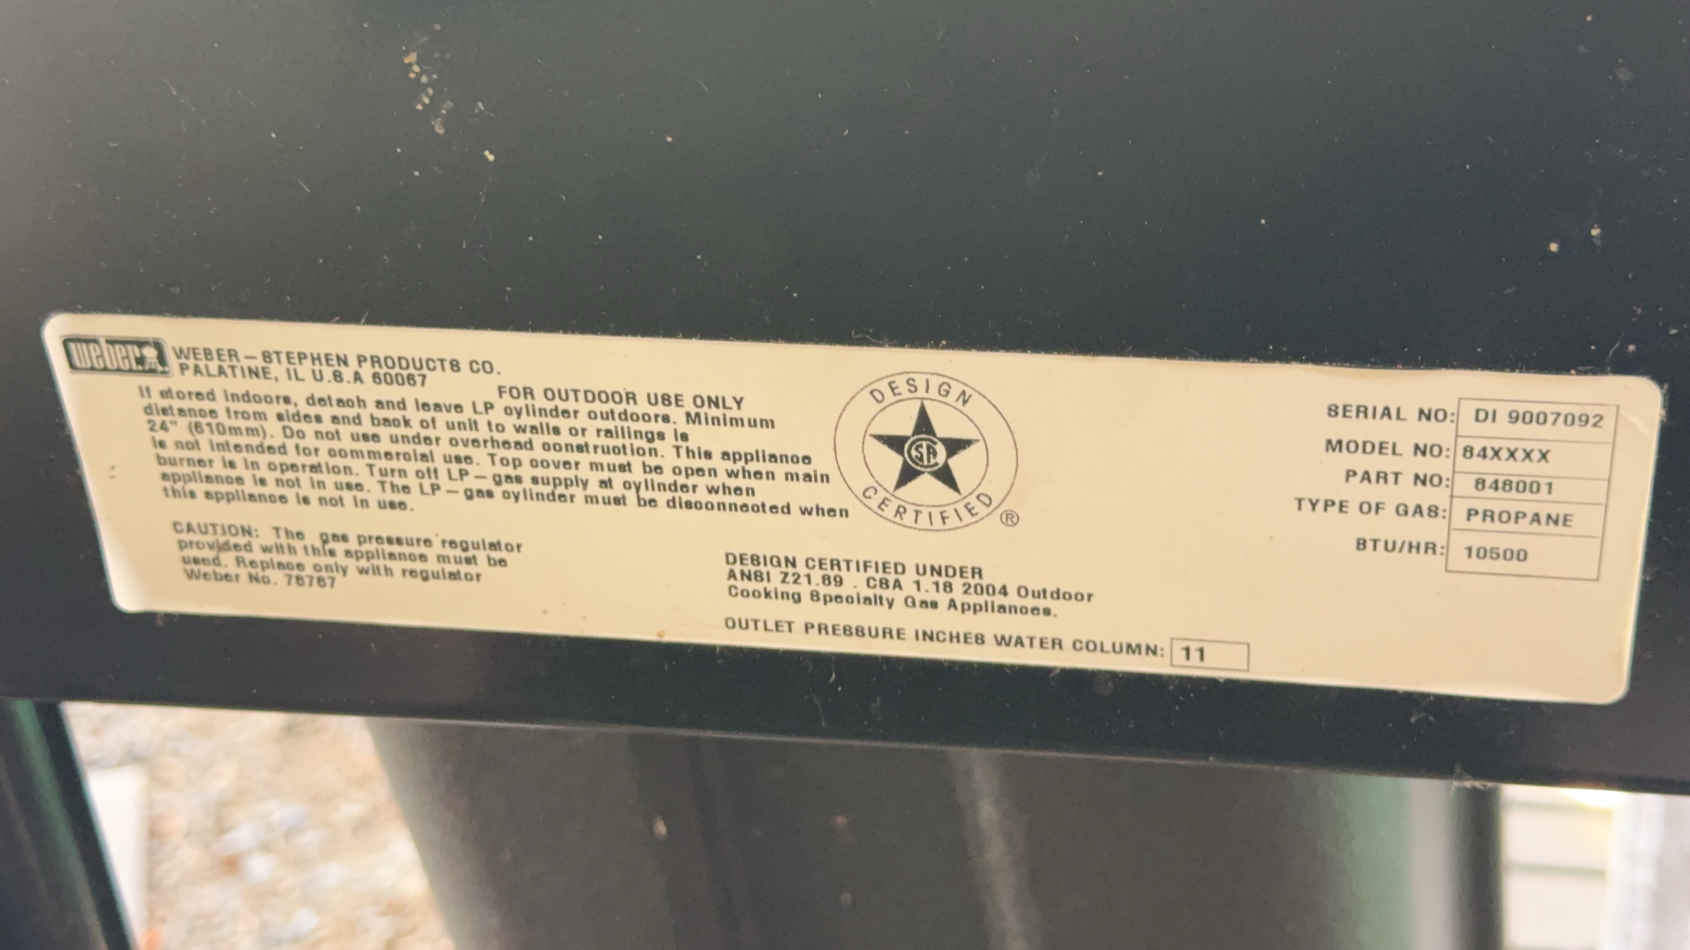 weber
WEBER-STEPHEN PRODUCTS CO.
PALATINE, IL U.S.A 60067
FOR OUTDOOR USE ONLY
If stored indoors, detach and leave LP cylinder outdoors. Minimum
distance from sides and back of unit to walls or railings is
24" (610mm). Do not use under overhead construction. This appliance
is not intended for commercial use. Top cover must be open when main
burner is in operation. Turn off LP-gas supply at cylinder when
appliance is not in use. The LP-gas cylinder must be disconnected when
this appliance is not in use.
CAUTION: The gas pressure regulator
provided with this appliance must be
used. Replace only with regulator
Weber No. 78787
DESIGN
SA
CERTIFIED ®
DESIGN CERTIFIED UNDER
ANSI Z21.89 . CSA 1.18 2004 Outdoor
Cooking Specialty Gas Appliances.
OUTLET PRESSURE INCHES WATER COLUMN: 11
SERIAL NO: DI 9007092
MODEL NO: 84XXXX
PART NO: 848001
TYPE OF GAS: PROPANE
BTU/HR: 10500